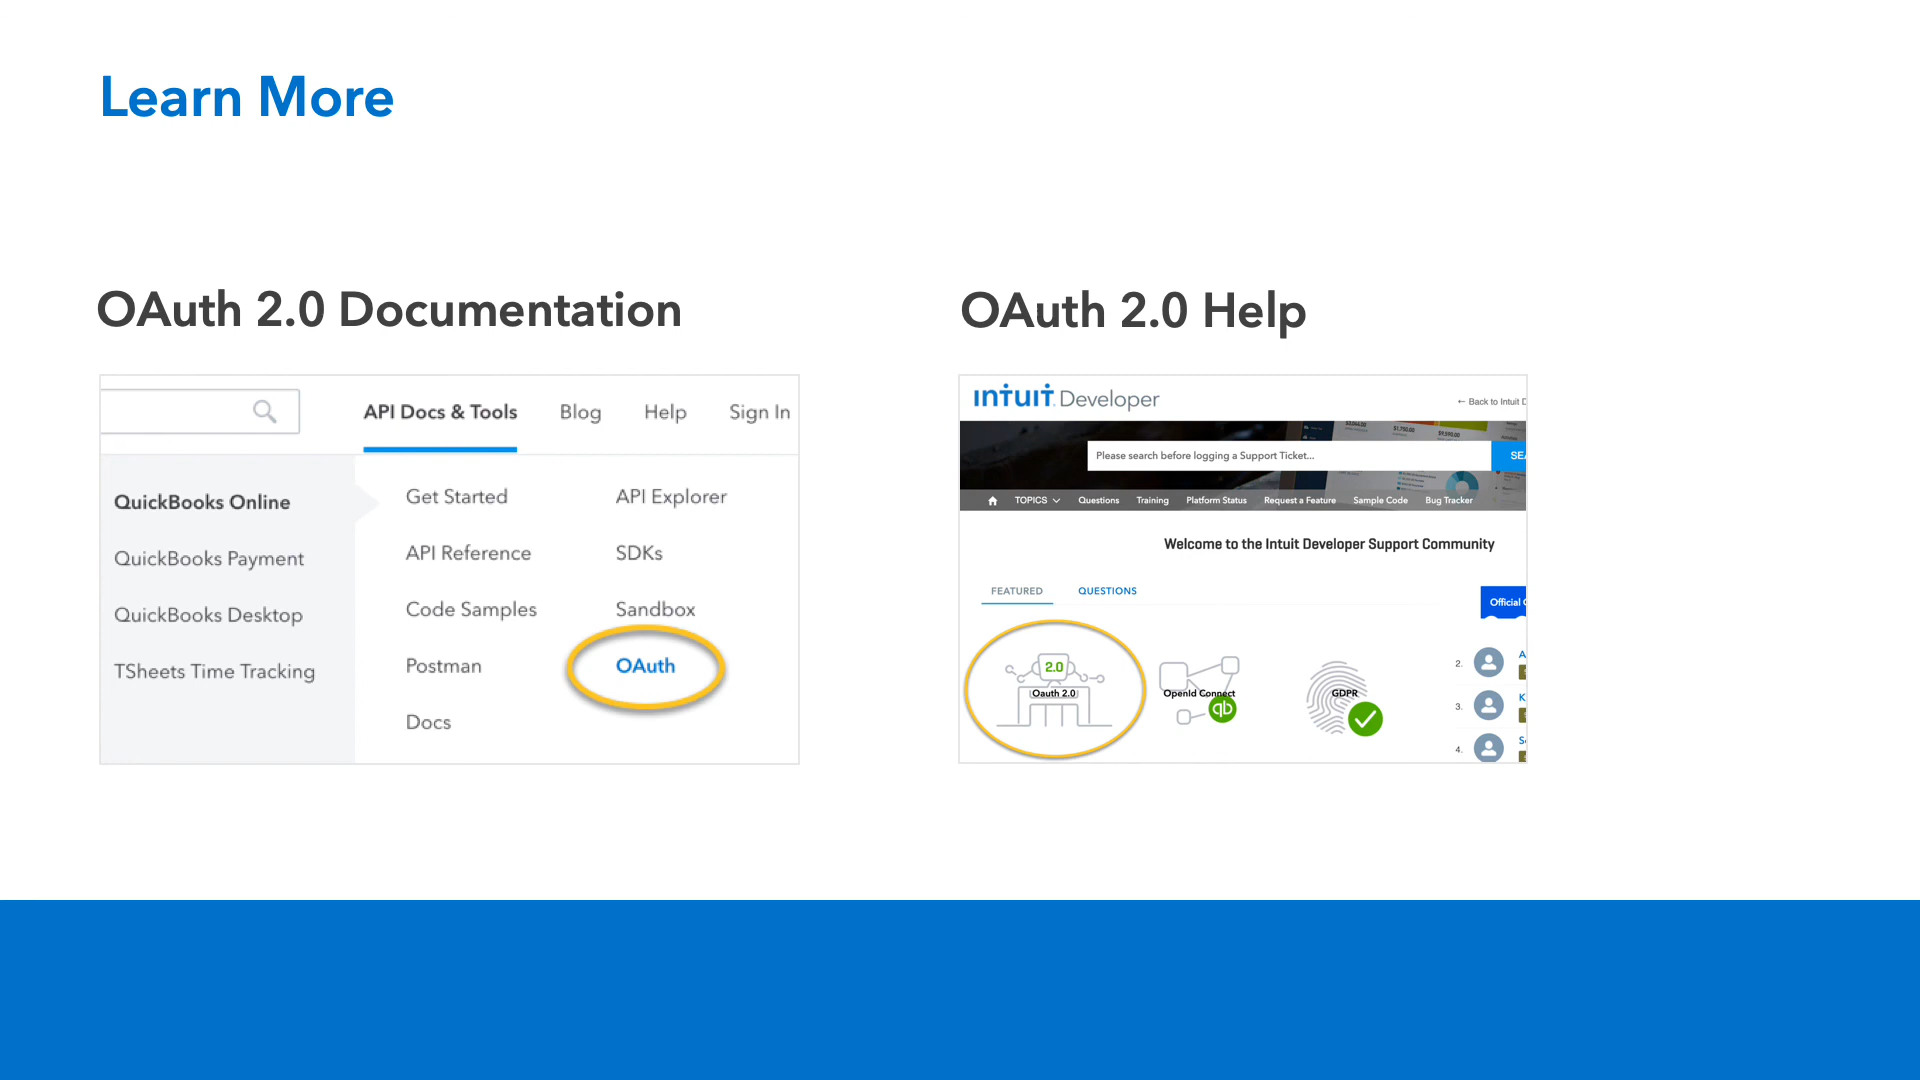 Learn More
OAuth 2.0 Documentation
API Docs & Tools Blog Help Sign In
QuickBooks Online
QuickBooks Payment
QuickBooks Desktop
TSheets Time Tracking
Get Started API Explorer
API Reference SDKs
Code Samples Sandbox
Postman OAuth
Docs
OAuth 2.0 Help
intuit Developer
← Back to Intuit D
Please search before logging a Support Ticket...
SEA
TOPICS Questions Training Platform Status Request a Feature Sample Code Bug Tracker
Welcome to the Intuit Developer Support Community
FEATURED QUESTIONS
Official
2.0
Oauth 2.0 OpenId Connect GDPR
qb
2. A
3. K
4. S